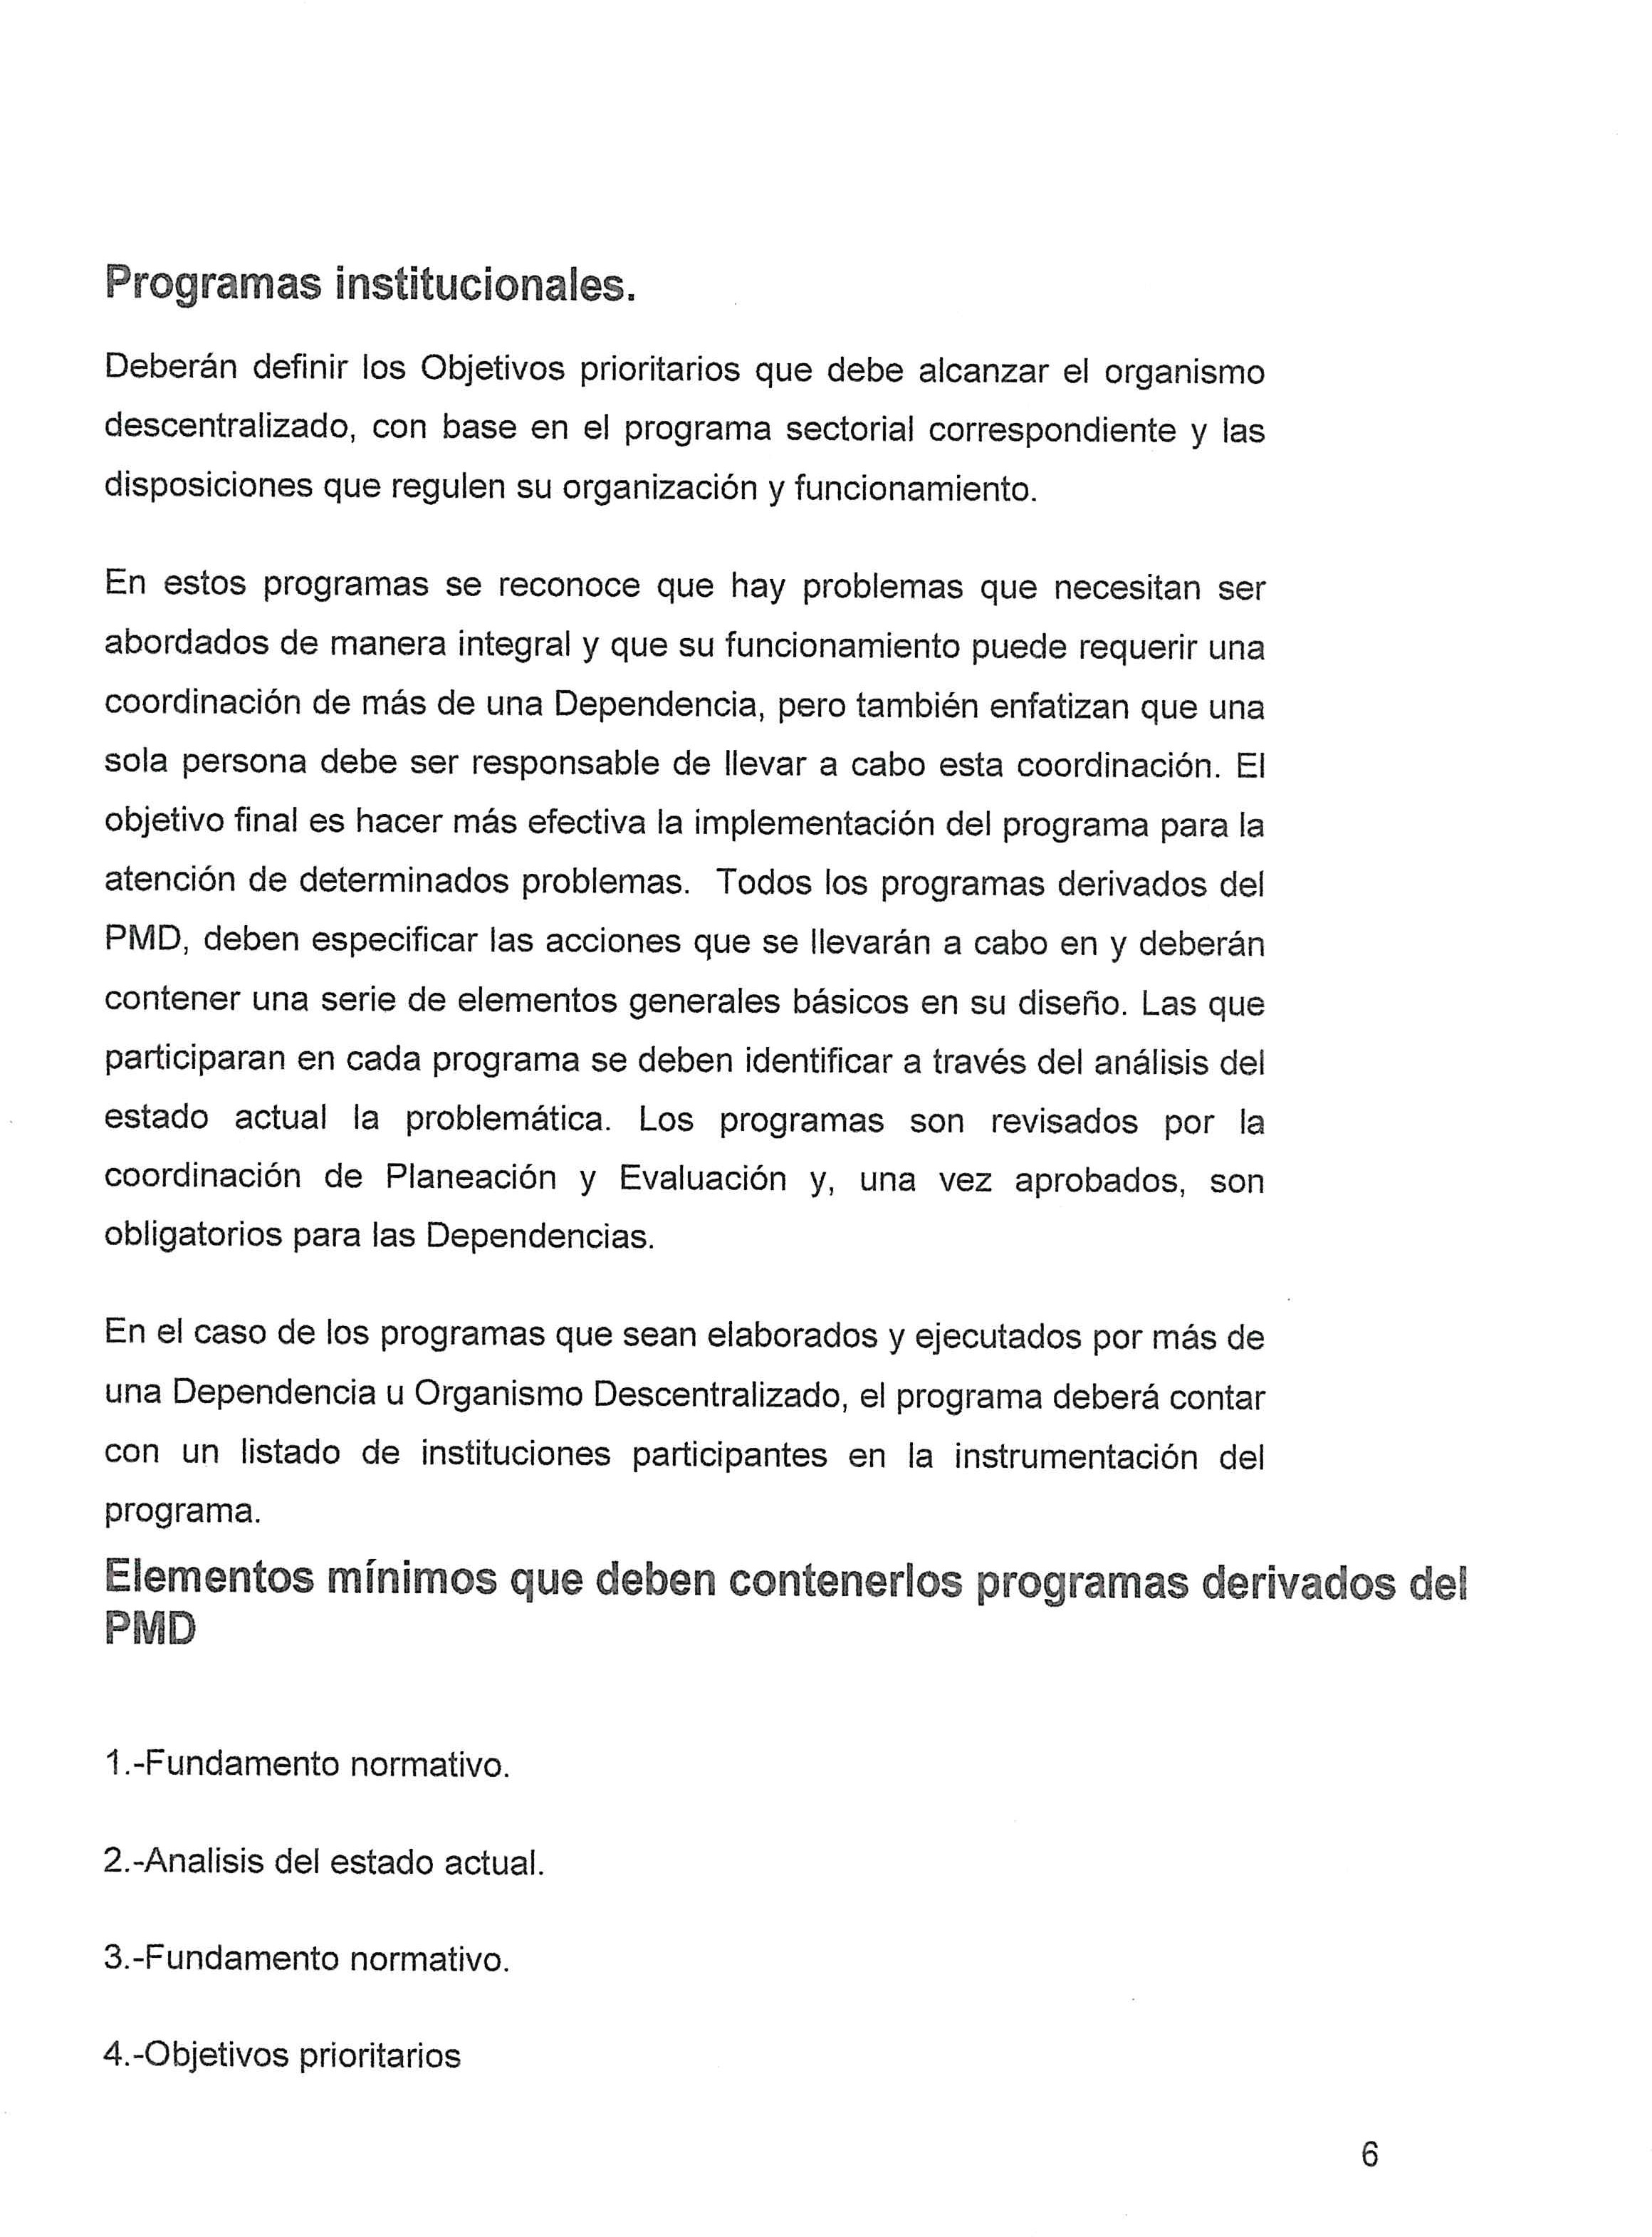 Programas institucionales.
Deberán definir los Objetivos prioritarios que debe alcanzar el organismo
descentralizado, con base en el programa sectorial correspondiente y las
disposiciones que regulen su organización y funcionamiento.
En estos programas se reconoce que hay problemas que necesitan ser
abordados de manera integral y que su funcionamiento puede requerir una
coordinación de más de una Dependencia, pero también enfatizan que una
sola persona debe ser responsable de llevar a cabo esta coordinación. El
objetivo final es hacer más efectiva la implementación del programa para la
atención de determinados problemas.  Todos los programas derivados del
PMD, deben especificar las acciones que se llevarán a cabo en y deberán
contener una serie de elementos generales básicos en su diseño. Las que
participaran en cada programa se deben identificar a través del análisis del
estado actual la problemática. Los programas son revisados por la
coordinación de Planeación y Evaluación y, una vez aprobados, son
obligatorios para las Dependencias.
En el caso de los programas que sean elaborados y ejecutados por más de
una Dependencia u Organismo Descentralizado, el programa deberá contar
con un listado de instituciones participantes en la instrumentación del
programa.
Elementos mínimos que deben contenerlos programas derivados del
PMD
1.-Fundamento normativo.
2.-Analisis del estado actual.
3.-Fundamento normativo.
4.-Objetivos prioritarios
6